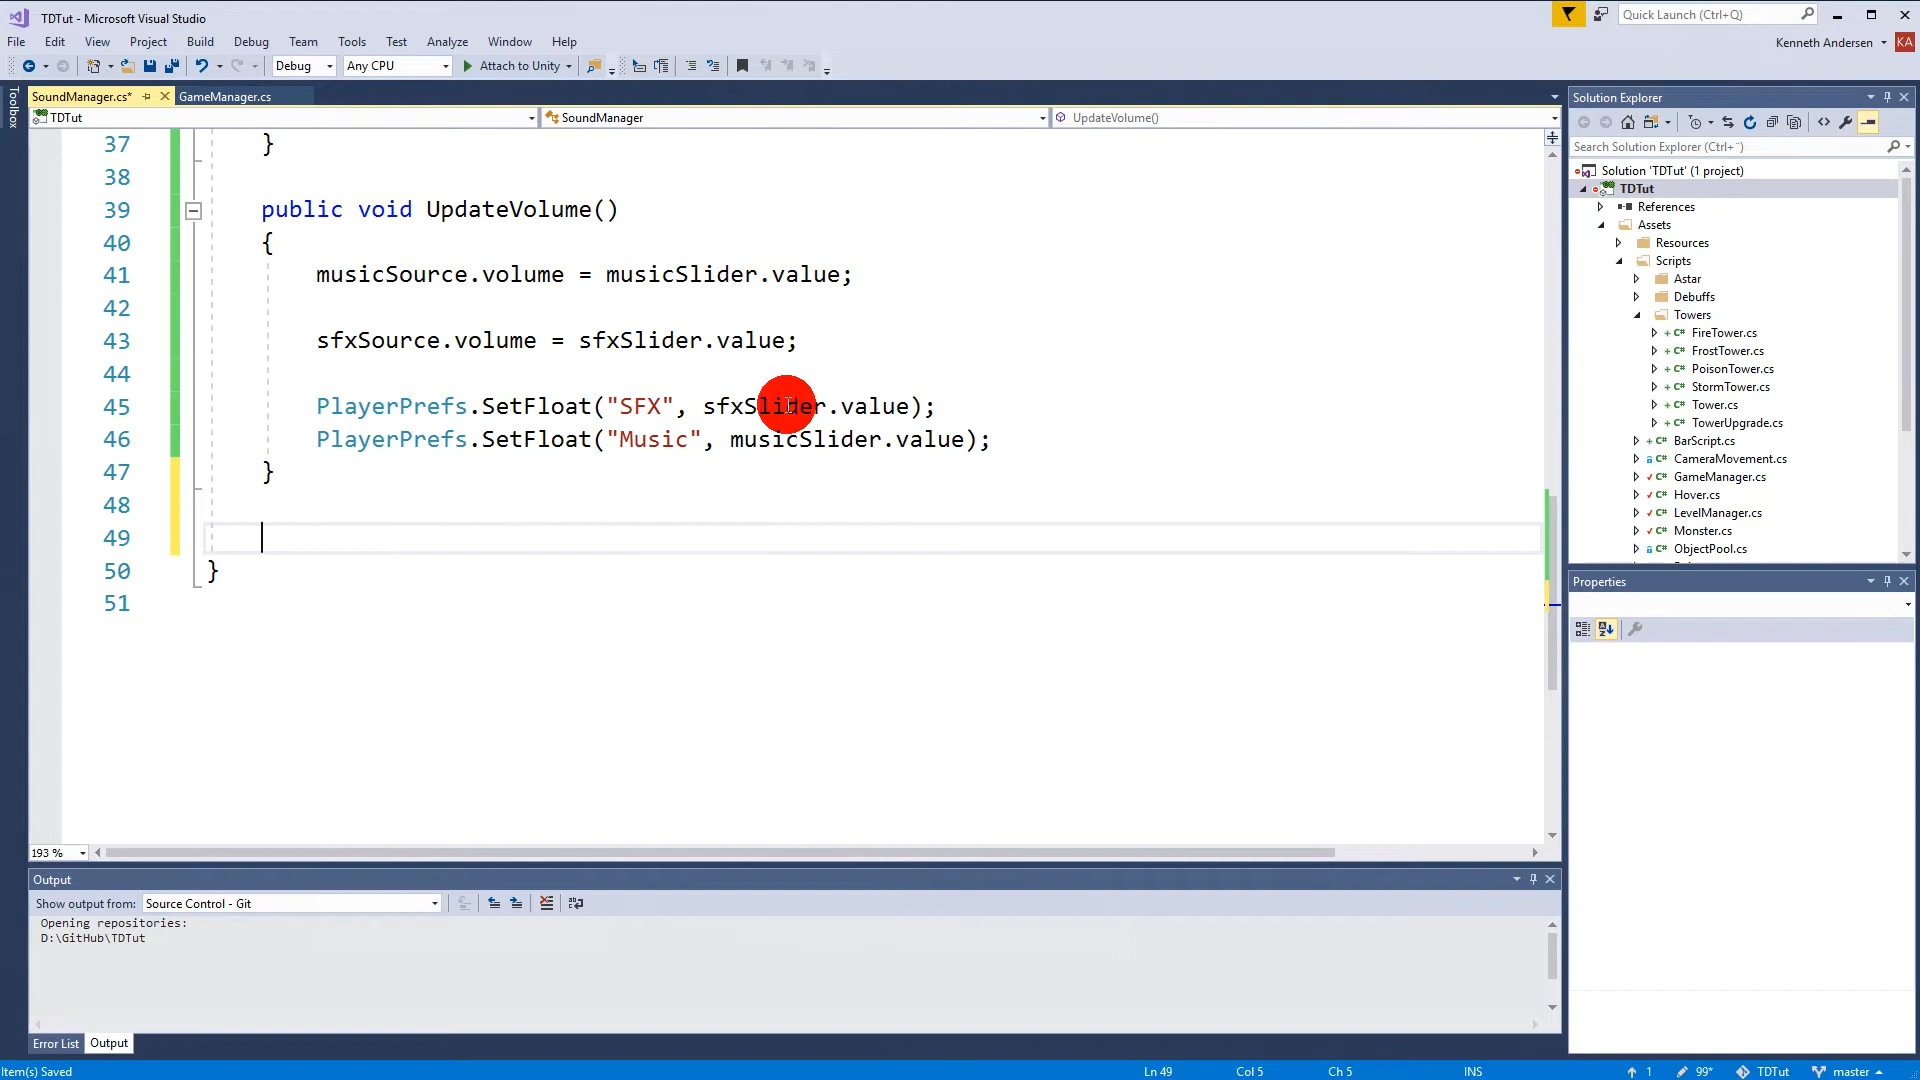 TDTut - Microsoft Visual Studio
Quick Launch (Ctrl+Q)
File Edit View Project Build Debug Team Tools Test Analyze Window Help
Kenneth Andersen KA
Debug Any CPU Attach to Unity
Toolbox
SoundManager.cs* GameManager.cs
TDTut SoundManager UpdateVolume()
37 }
38
39 public void UpdateVolume()
40 {
41 musicSource.volume = musicSlider.value;
42
43 sfxSource.volume = sfxSlider.value;
44
45 PlayerPrefs.SetFloat("SFX", sfxSlider.value);
46 PlayerPrefs.SetFloat("Music", musicSlider.value);
47 }
48
49
50 }
51
193 %
Output
Show output from: Source Control - Git
Opening repositories:
D:\GitHub\TDTut
Error List Output
Solution Explorer
Search Solution Explorer (Ctrl+¨)
Solution 'TDTut' (1 project)
TDTut
References
Assets
Resources
Scripts
Astar
Debuffs
Towers
C# FireTower.cs
C# FrostTower.cs
C# PoisonTower.cs
C# StormTower.cs
C# Tower.cs
C# TowerUpgrade.cs
C# BarScript.cs
C# CameraMovement.cs
C# GameManager.cs
C# Hover.cs
C# LevelManager.cs
C# Monster.cs
C# ObjectPool.cs
Properties
Item(s) Saved Ln 49 Col 5 Ch 5 INS 1 99* TDTut master